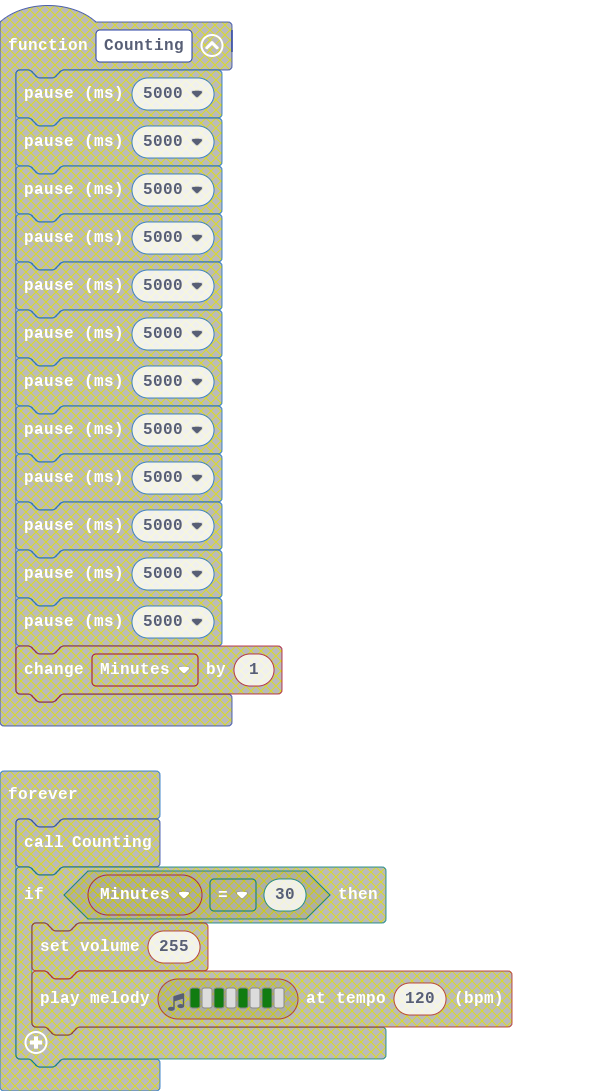 function Counting
pause (ms) 5000
pause (ms) 5000
pause (ms) 5000
pause (ms) 5000
pause (ms) 5000
pause (ms) 5000
pause (ms) 5000
pause (ms) 5000
pause (ms) 5000
pause (ms) 5000
pause (ms) 5000
pause (ms) 5000
change Minutes by 1
forever
call Counting
if Minutes = 30 then
set volume 255
play melody at tempo 120 (bpm)